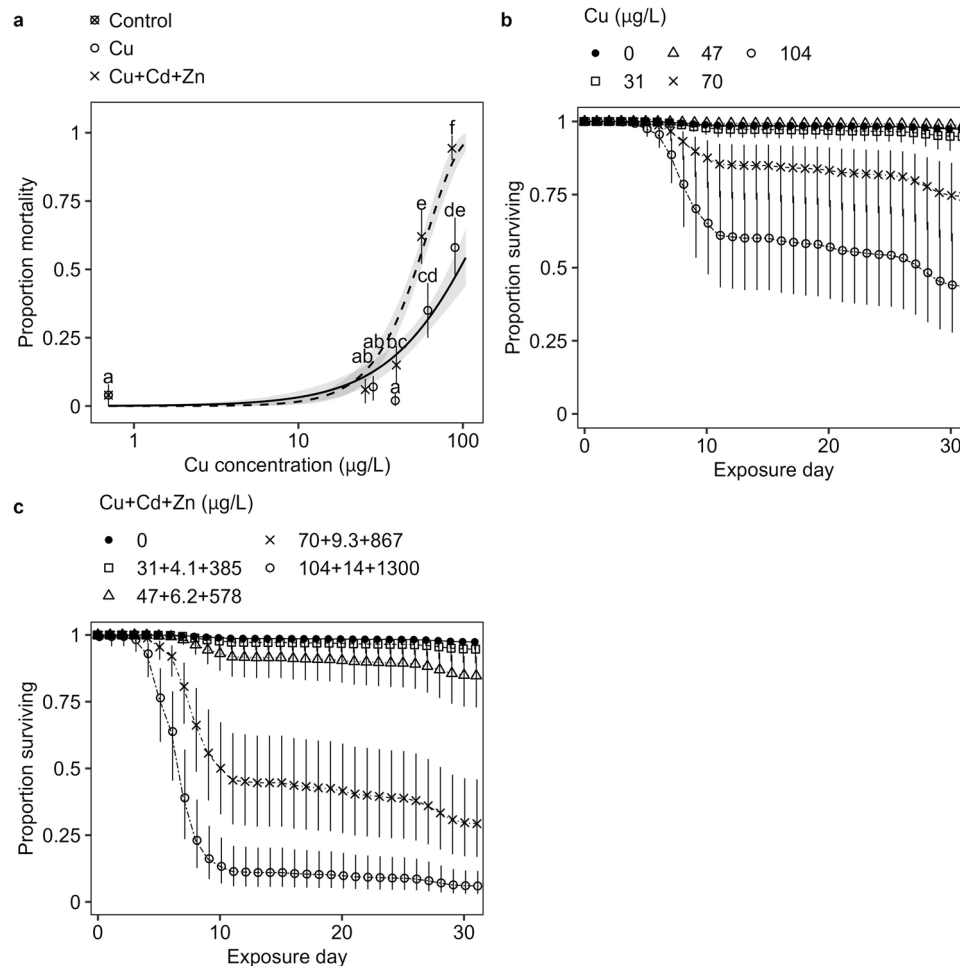 a
Control
Cu
Cu+Cd+Zn
Proportion mortality
1
0.75
0.5
0.25
0
a
ab
ab
bc
a
cd
e
de
f
1
10
100
Cu concentration (µg/L)
b
Cu (µg/L)
0
47
104
31
70
Proportion surviving
1
0.75
0.5
0.25
0
0
10
20
30
Exposure day
c
Cu+Cd+Zn (µg/L)
0
70+9.3+867
31+4.1+385
104+14+1300
47+6.2+578
Proportion surviving
1
0.75
0.5
0.25
0
0
10
20
30
Exposure day